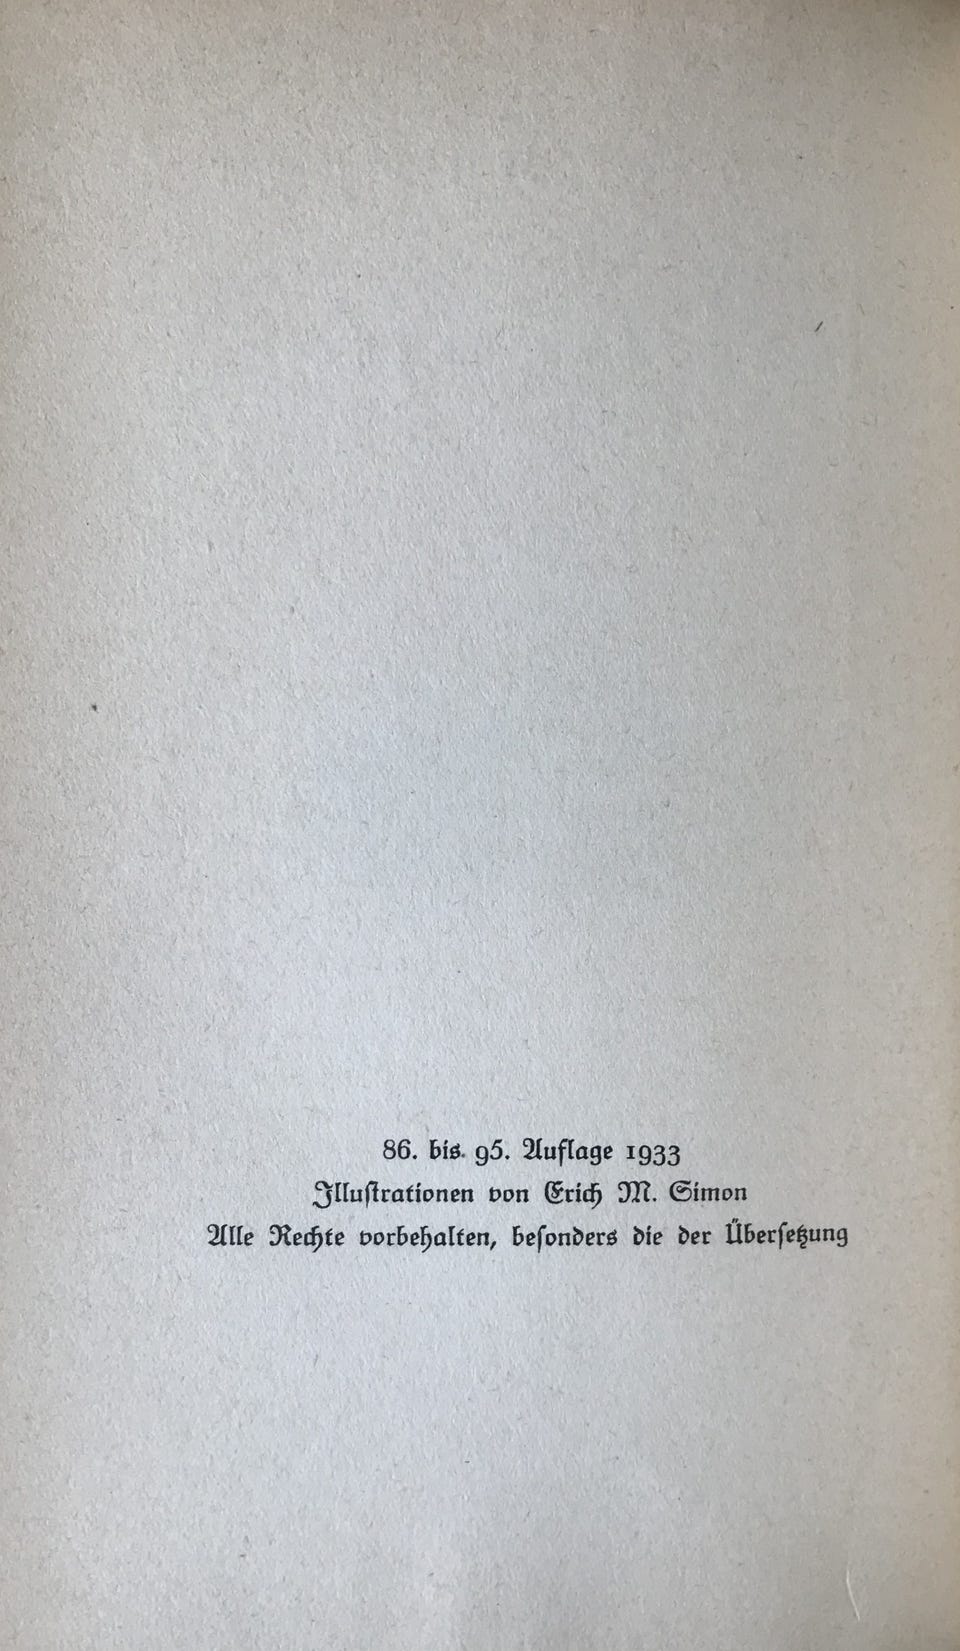 86. bis 95. Auflage 1933
Illuſtrationen von Erich M. Simon
Alle Rechte vorbehalten, beſonders die der Überſetzung